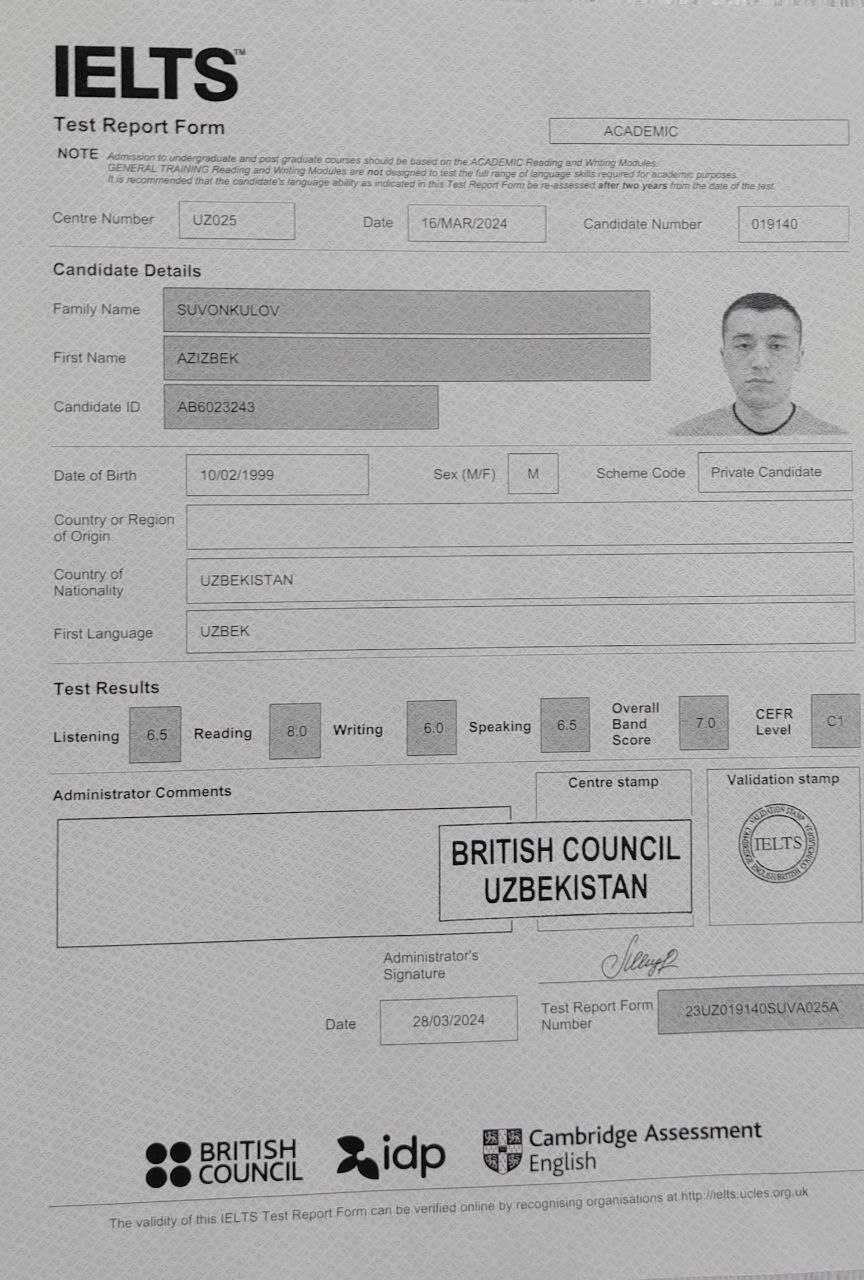 IELTS™
Test Report Form
ACADEMIC
NOTE Admission to undergraduate and post graduate courses should be based on the ACADEMIC Reading and Writing Modules.
GENERAL TRAINING Reading and Writing Modules are not designed to test the full range of language skills required for academic purposes.
It is recommended that the candidate's language ability as indicated in this Test Report Form be re-assessed after two years from the date of the test.
Centre Number UZ025 Date 16/MAR/2024 Candidate Number 019140
Candidate Details
Family Name SUVONKULOV
First Name AZIZBEK
Candidate ID AB6023243
Date of Birth 10/02/1999 Sex (M/F) M Scheme Code Private Candidate
Country or Region
of Origin
Country of
Nationality UZBEKISTAN
First Language UZBEK
Test Results
Listening 6.5 Reading 8.0 Writing 6.0 Speaking 6.5 Overall Band Score 7.0 CEFR Level C1
Administrator Comments
Centre stamp
Validation stamp
BRITISH COUNCIL
UZBEKISTAN
IELTS
Administrator's
Signature
Date 28/03/2024
Test Report Form
Number 23UZ019140SUVA025A
BRITISH
COUNCIL
idp
Cambridge Assessment
English
The validity of this IELTS Test Report Form can be verified online by recognising organisations at http://ielts.ucles.org.uk